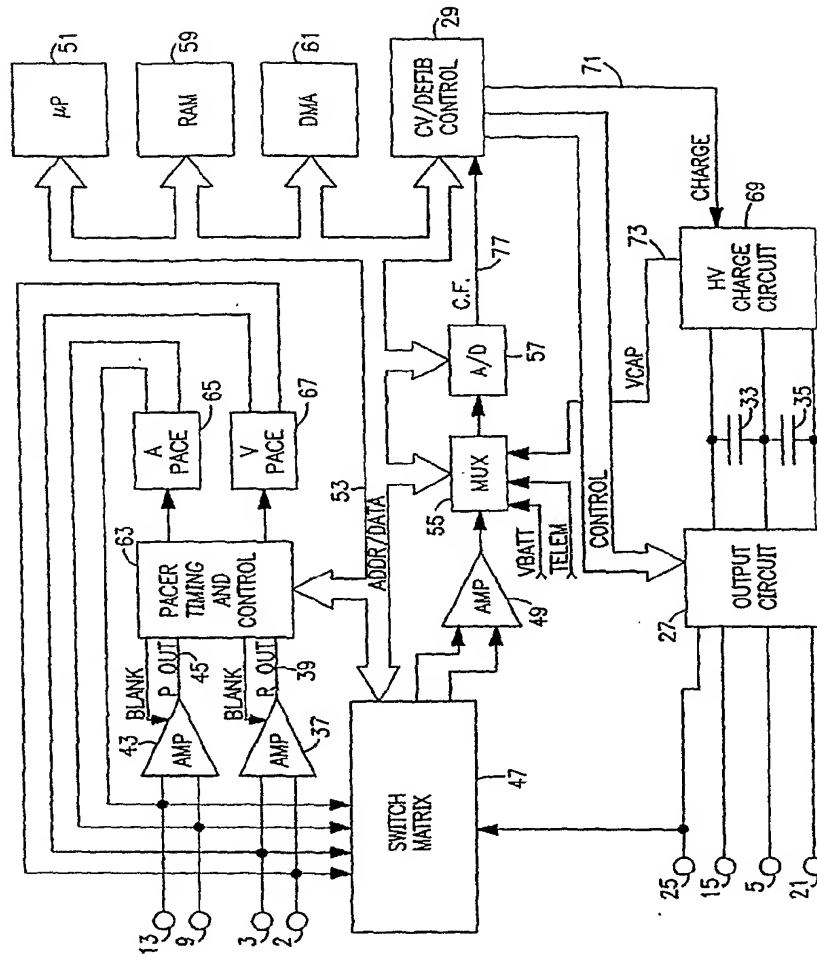 51
μP
59
RAM
61
DMA
29
CV/DEFIB
CONTROL
71
CHARGE
65
A
PACE
67
V
PACE
63
PACER
TIMING
AND
CONTROL
53
ADDR/DATA
BLANK
P OUT
45
BLANK
R OUT
39
43
AMP
37
AMP
13
9
3
2
SWITCH
MATRIX
47
AMP
49
55
MUX
A/D
57
C.F.
77
VBATT
TELEM
CONTROL
VCAP
73
69
HV
CHARGE
CIRCUIT
33
35
27
OUTPUT
CIRCUIT
25
15
5
21